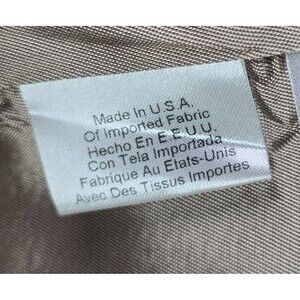 Made In U.S.A.
Of Imported Fabric
Hecho En E.E.U.U.
Con Tela Importada
Fabrique Au Etats-Unis
Avec Des Tissus Importes